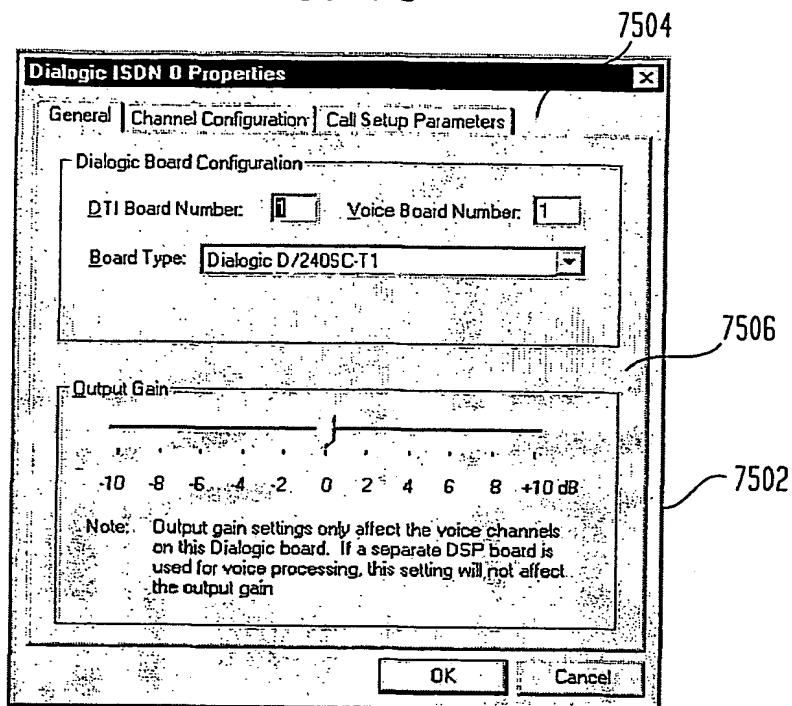 7504
Dialogic ISDN 0 Properties
General Channel Configuration Call Setup Parameters
Dialogic Board Configuration
DTI Board Number: 1 Voice Board Number: 1
Board Type: Dialogic D/240SC-T1
7506
Output Gain
-10 -8 -6 -4 -2 0 2 4 6 8 +10 dB
7502
Note: Output gain settings only affect the voice channels
on this Dialogic board. If a separate DSP board is
used for voice processing, this setting will not affect
the output gain
OK Cancel